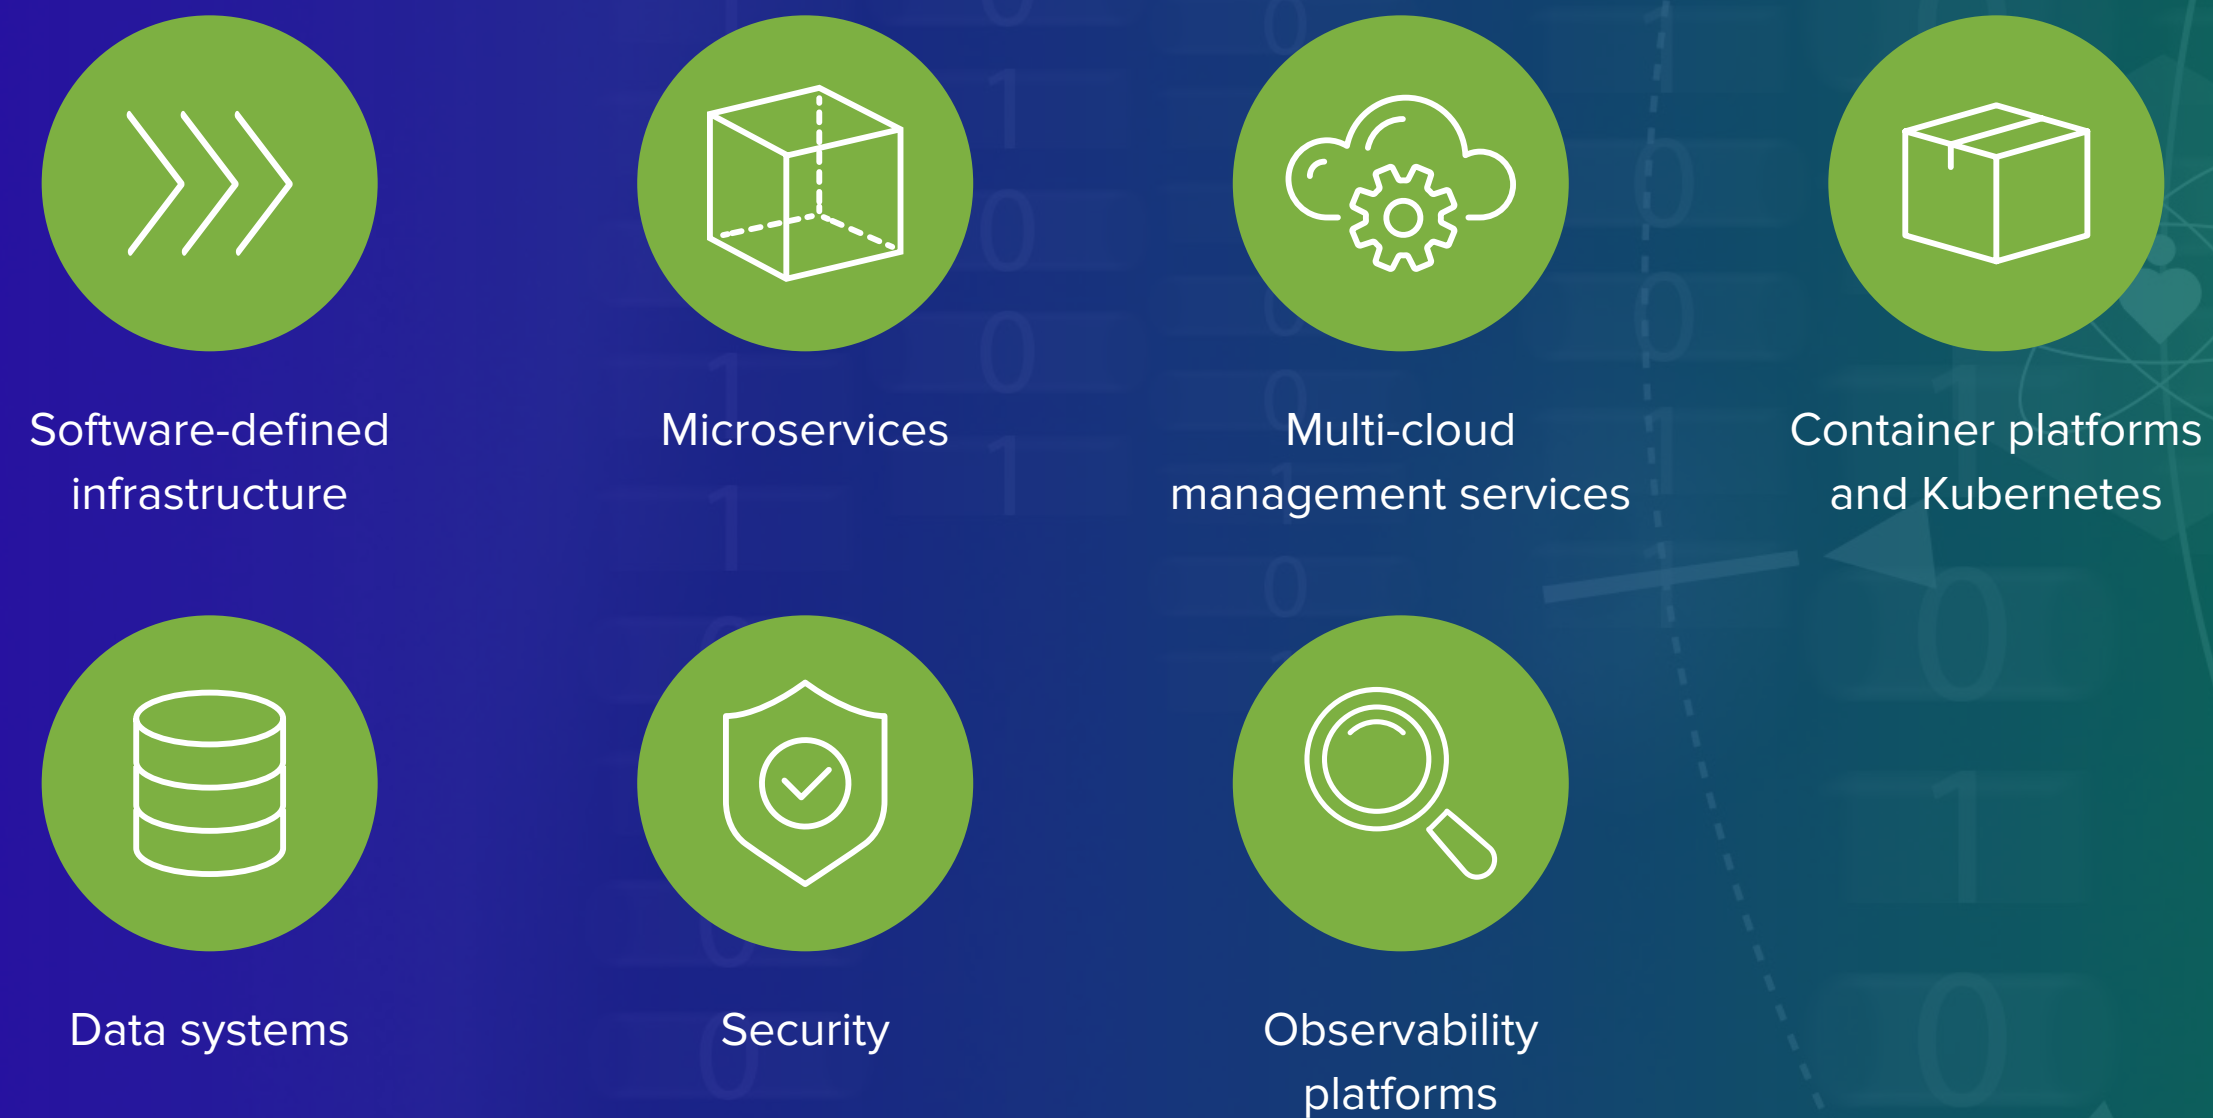 Software-defined
infrastructure
Microservices
Multi-cloud
management services
Container platforms
and Kubernetes
Data systems
Security
Observability
platforms